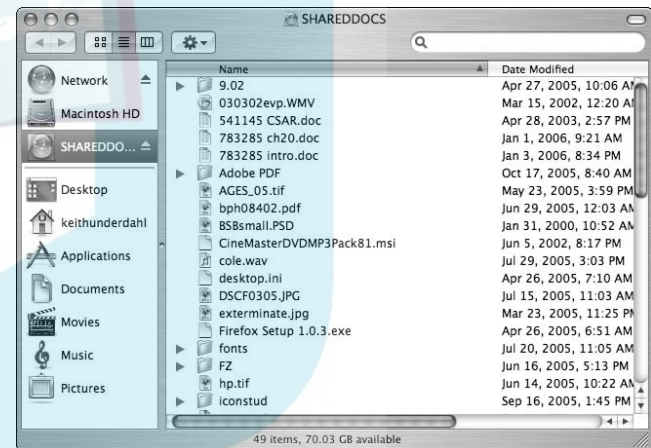 SHAREDDOCS
Name Date Modified
Network
Macintosh HD
SHAREDDO...
Desktop
keithunderdahl
Applications
Documents
Movies
Music
Pictures
9.02 Apr 27, 2005, 10:06 AM
030302evp.WMV Mar 15, 2002, 12:20 AM
541145 CSAR.doc Apr 28, 2003, 2:57 PM
783285 ch20.doc Jan 1, 2006, 9:21 AM
783285 intro.doc Jan 3, 2006, 8:34 PM
Adobe PDF Oct 17, 2005, 8:40 AM
AGES_05.tif May 23, 2005, 3:59 PM
bph08402.pdf Jun 29, 2005, 12:03 AM
BSBsmall.PSD Jan 31, 2000, 10:52 AM
CineMasterDVDMP3Pack81.msi Jun 5, 2002, 8:17 PM
cole.wav Jul 29, 2005, 3:03 PM
desktop.ini Apr 26, 2005, 7:10 AM
DSCF0305.JPG Jul 15, 2005, 11:03 AM
exterminate.jpg Mar 23, 2005, 11:25 PM
Firefox Setup 1.0.3.exe Apr 26, 2005, 6:51 AM
fonts Jul 20, 2005, 11:05 AM
FZ Jun 16, 2005, 5:13 PM
hp.tif Jun 14, 2005, 10:22 AM
iconstud Sep 16, 2005, 1:45 PM
49 items, 70.03 GB available